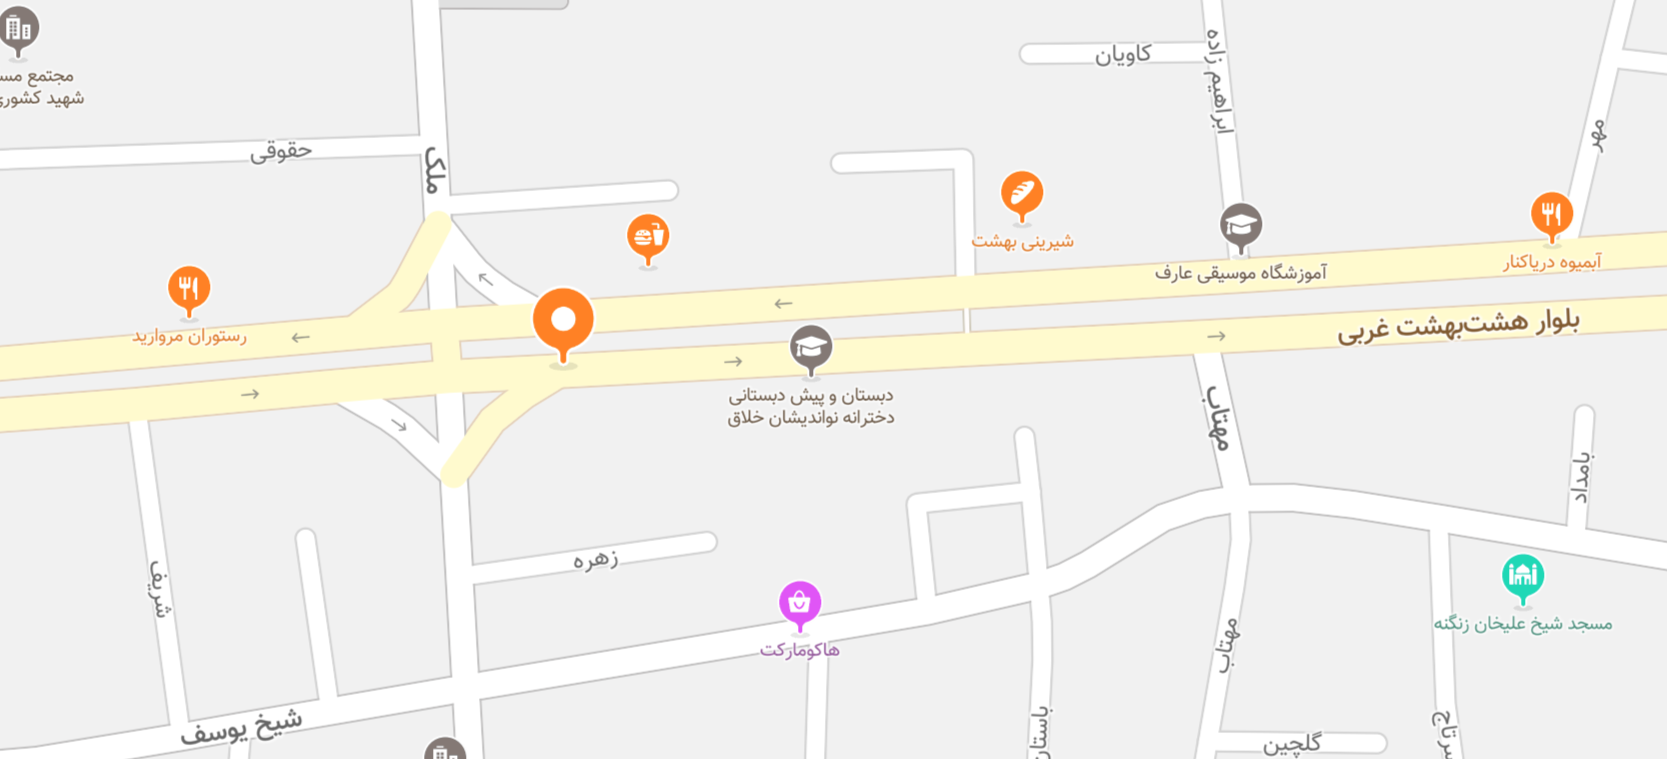 کاویان
ابراهیم زاده
مجتمع
شهید کشوری
مهر
حقوقی
ملک
شیرینی بهشت
آموزشگاه موسیقی عارف
آبمیوه دریاکنار
رستوران مروارید
بلوار هشت‌بهشت غربی
دبستان و پیش دبستانی
دخترانه نواندیشان خلاق
مهتاب
بامداد
زهره
شریف
مسجد شیخ علیخان زنگنه
هاکومارکت
مهتاب
شیخ یوسف
باستان
گلچین